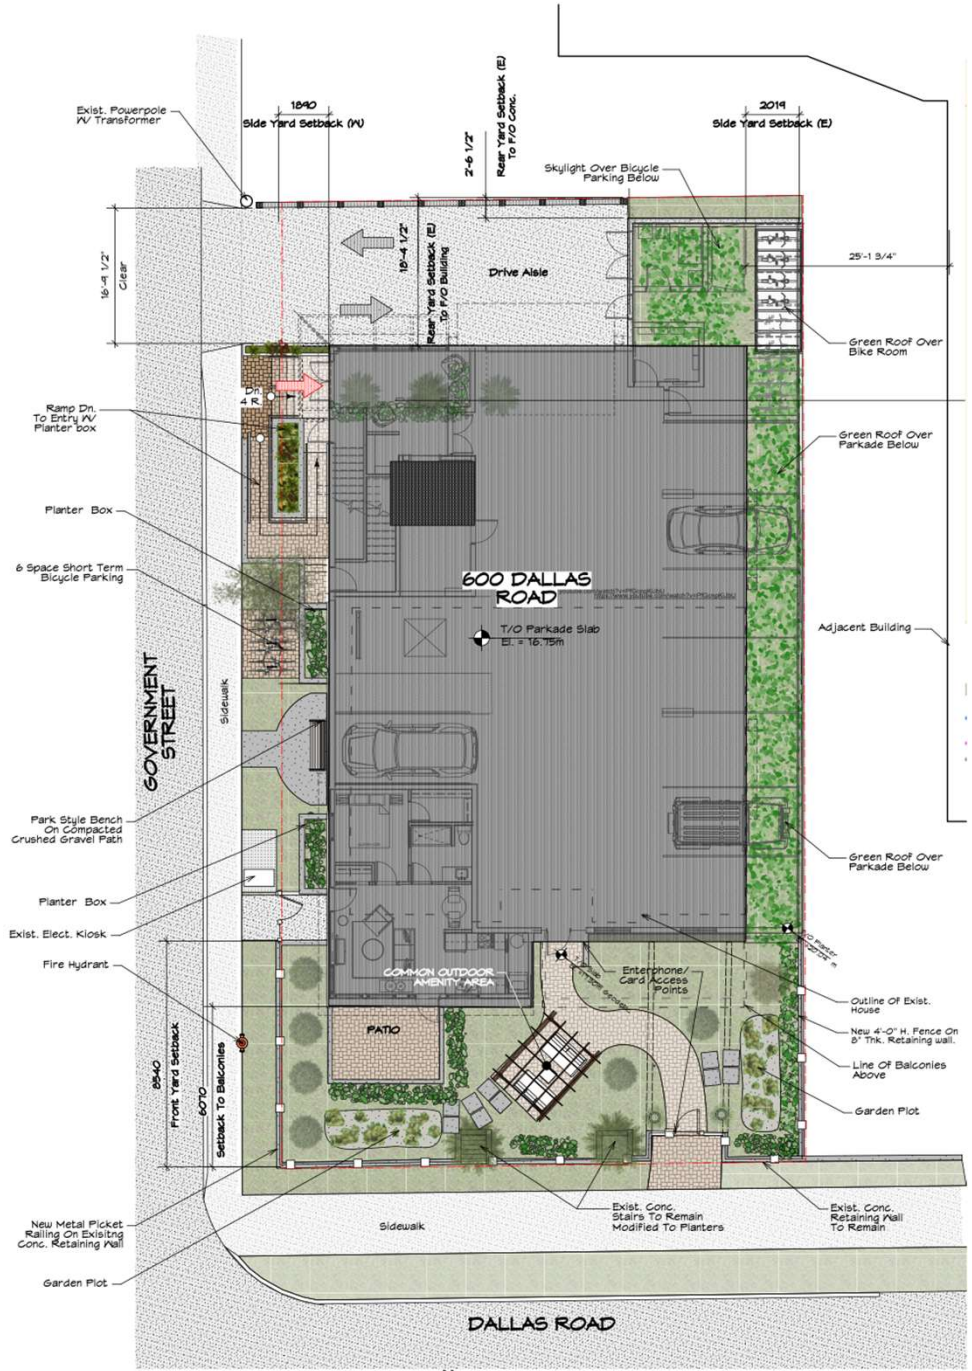 1890
Side Yard Setback (W)
2-6 1/2"
Rear Yard Setback (E)
To F/O Conc.
2019
Side Yard Setback (E)
Exist. Powerpole
W/ Transformer
Skylight Over Bicycle
Parking Below
16'-9 1/2"
Clear
18'-4 1/2"
Rear Yard Setback (E)
To F/O Building
Drive Aisle
25'-1 3/4"
Green Roof Over
Bike Room
Dn.
4 R
Ramp Dn.
To Entry W/
Planter box
Green Roof Over
Parkade Below
Planter Box
6 Space Short Term
Bicycle Parking
600 DALLAS
ROAD
T/O Parkade Slab
El. = 16.75m
Adjacent Building
GOVERNMENT
STREET
Sidewalk
Park Style Bench
On Compacted
Crushed Gravel Path
Green Roof Over
Parkade Below
Planter Box
Exist. Elect. Kiosk
Fire Hydrant
COMMON OUTDOOR
AMENITY AREA
Enterphone/
Card Access
Points
T/O Planter
Outline Of Exist.
House
New 4'-0" H. Fence On
8" Thk. Retaining wall.
Line Of Balconies
Above
Garden Plot
PATIO
8540
Front Yard Setback
6070
Setback To Balconies
New Metal Picket
Railing On Exisitng
Conc. Retaining Wall
Sidewalk
Exist. Conc.
Stairs To Remain
Modified To Planters
Exist. Conc.
Retaining Wall
To Remain
Garden Plot
DALLAS ROAD